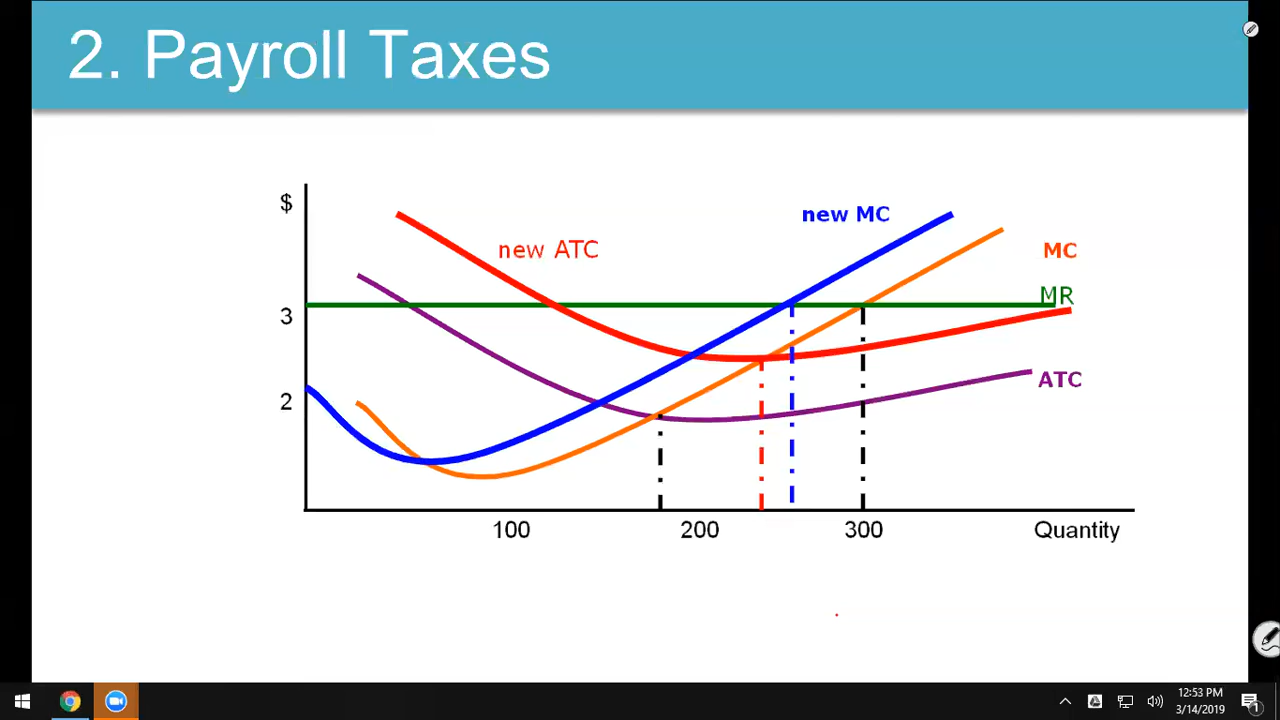 2. Payroll Taxes
$
new MC
new ATC
MC
MR
3
ATC
2
100 200 300 Quantity
12:53 PM
3/14/2019
1